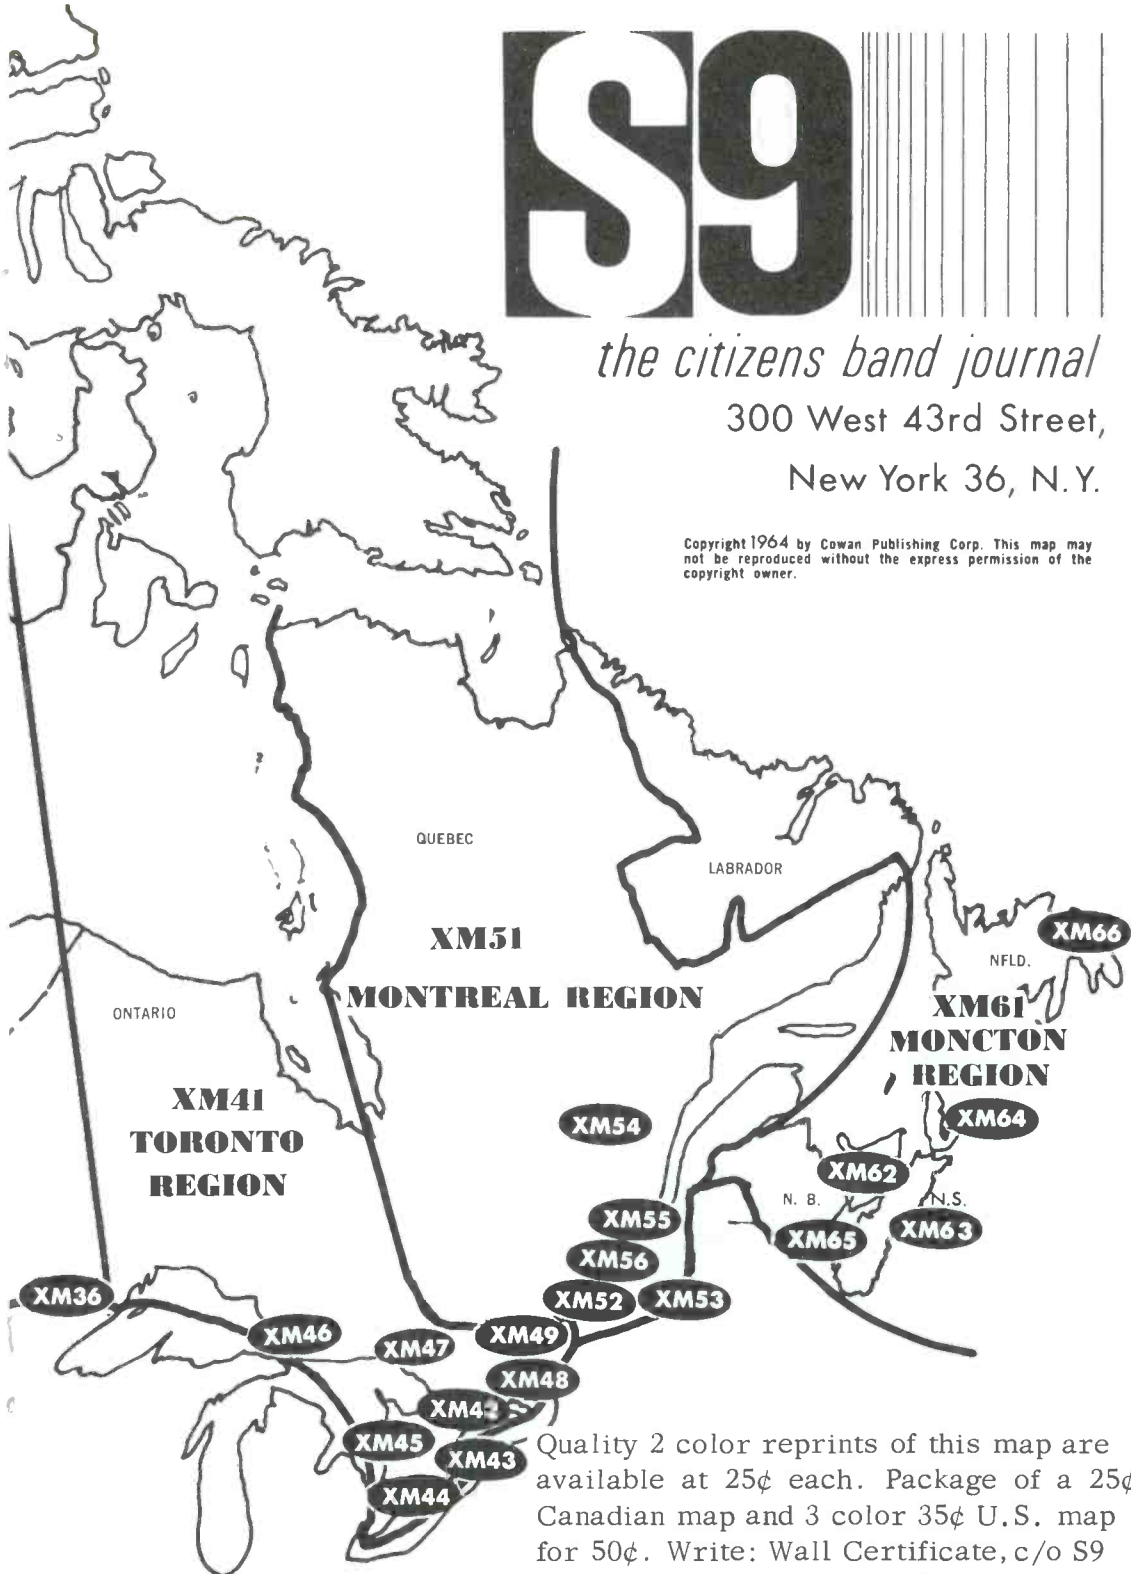 S9
the citizens band journal
300 West 43rd Street,
New York 36, N.Y.
Copyright 1964 by Cowan Publishing Corp. This map may
not be reproduced without the express permission of the
copyright owner.
QUEBEC
LABRADOR
XM51
MONTREAL REGION
XM66
NFLD.
ONTARIO
XM61
MONCTON
REGION
XM41
TORONTO
REGION
XM54
XM64
XM62
N. B.
N.S.
XM55
XM65
XM63
XM56
XM36
XM52
XM53
XM46
XM47
XM49
XM48
XM45
XM43
XM44
Quality 2 color reprints of this map are
available at 25¢ each. Package of a 25¢
Canadian map and 3 color 35¢ U.S. map
for 50¢. Write: Wall Certificate, c/o S9